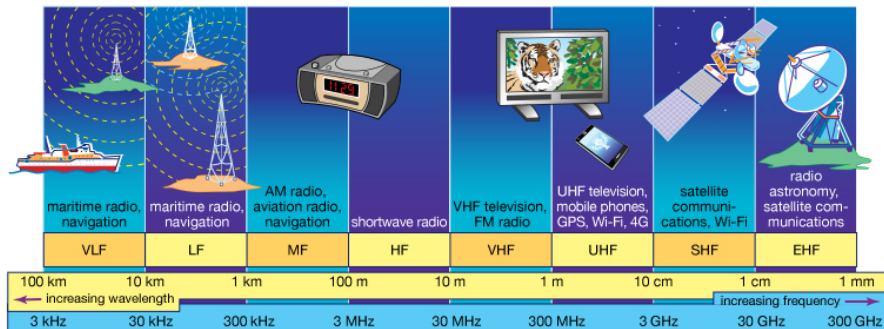 11:29
maritime radio,
navigation
maritime radio,
navigation
AM radio,
aviation radio,
navigation
shortwave radio
VHF television,
FM radio
UHF television,
mobile phones,
GPS, Wi-Fi, 4G
satellite
communi-
cations, Wi-Fi
radio
astronomy,
satellite com-
munications
VLF LF MF HF VHF UHF SHF EHF
100 km 10 km 1 km 100 m 10 m 1 m 10 cm 1 cm 1 mm
increasing wavelength increasing frequency
3 kHz 30 kHz 300 kHz 3 MHz 30 MHz 300 MHz 3 GHz 30 GHz 300 GHz